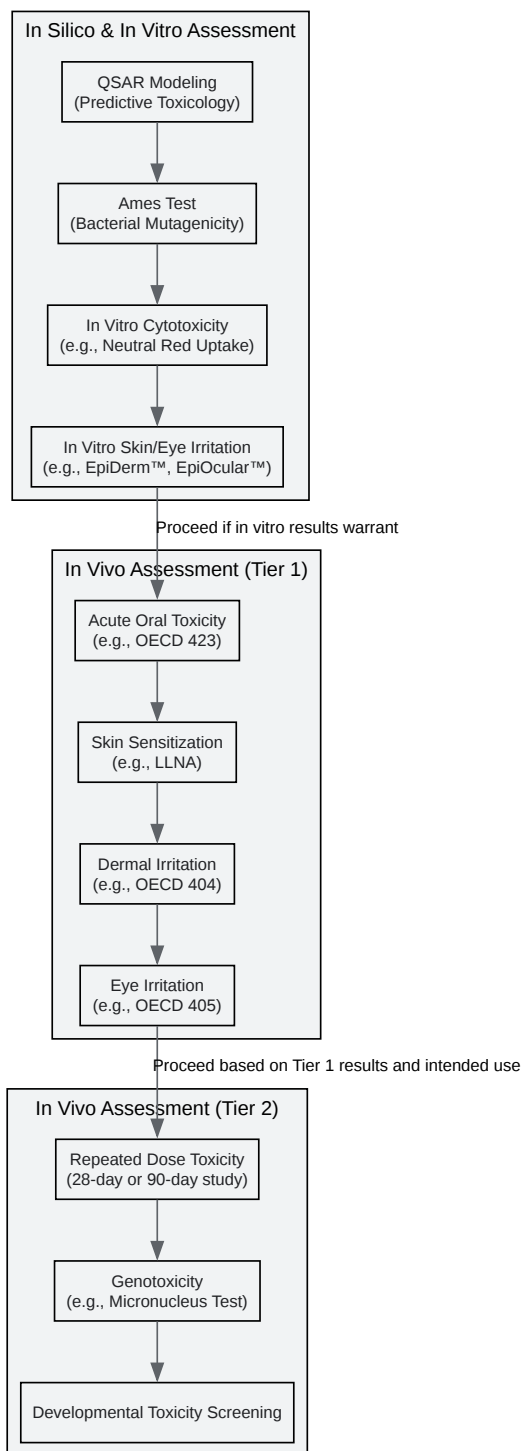 In Silico & In Vitro Assessment
QSAR Modeling
(Predictive Toxicology)
Ames Test
(Bacterial Mutagenicity)
In Vitro Cytotoxicity
(e.g., Neutral Red Uptake)
In Vitro Skin/Eye Irritation
(e.g., EpiDerm™, EpiOcular™)
Proceed if in vitro results warrant
In Vivo Assessment (Tier 1)
Acute Oral Toxicity
(e.g., OECD 423)
Skin Sensitization
(e.g., LLNA)
Dermal Irritation
(e.g., OECD 404)
Eye Irritation
(e.g., OECD 405)
Proceed based on Tier 1 results and intended use
In Vivo Assessment (Tier 2)
Repeated Dose Toxicity
(28-day or 90-day study)
Genotoxicity
(e.g., Micronucleus Test)
Developmental Toxicity Screening